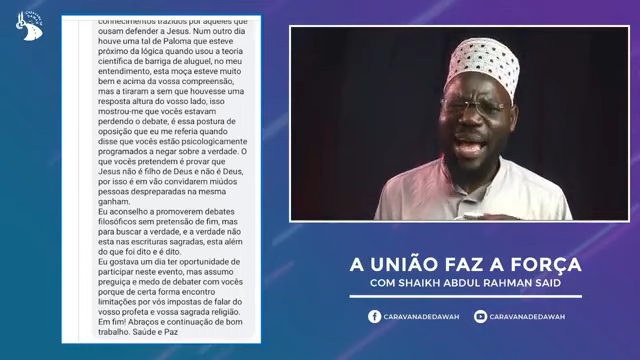 conhecimentos trazidos por aqueles que
ousam defender a Jesus. Num outro dia
houve uma tal de Paloma que esteve
próximo da lógica quando usou a teoria
científica de barriga de aluguel, no meu
entendimento, esta moça esteve muito
bem e acima da vossa compreensão,
mas a tiraram a sem que houvesse uma
resposta altura do vosso lado, isso
mostrou-me que vocês estavam
perdendo o debate, é essa postura de
oposição que eu me referia quando
disse que vocês estão psicologicamente
programados a negar sobre a verdade. O
que vocês pretendem é provar que
Jesus não é filho de Deus e não é Deus,
por isso é em vão convidarem miúdos
pessoas despreparadas na mesma
ganham.
Eu aconselho a promoverem debates
filosóficos sem pretensão de fim, mas
para buscar a verdade, e a verdade não
esta nas escrituras sagradas, esta além
do que foi dito e é dito.
Eu gostava um dia ter oportunidade de
participar neste evento, mas assumo
preguiça e medo de debater com vocês
porque de certa forma encontro
limitações por vós impostas de falar do
vosso profeta e vossa sagrada religião.
Em fim! Abraços e continuação de bom
trabalho. Saúde e Paz
A UNIÃO FAZ A FORÇA
COM SHAIKH ABDUL RAHMAN SAID
CARAVANADEDAWAH
CARAVANADEDAWAH